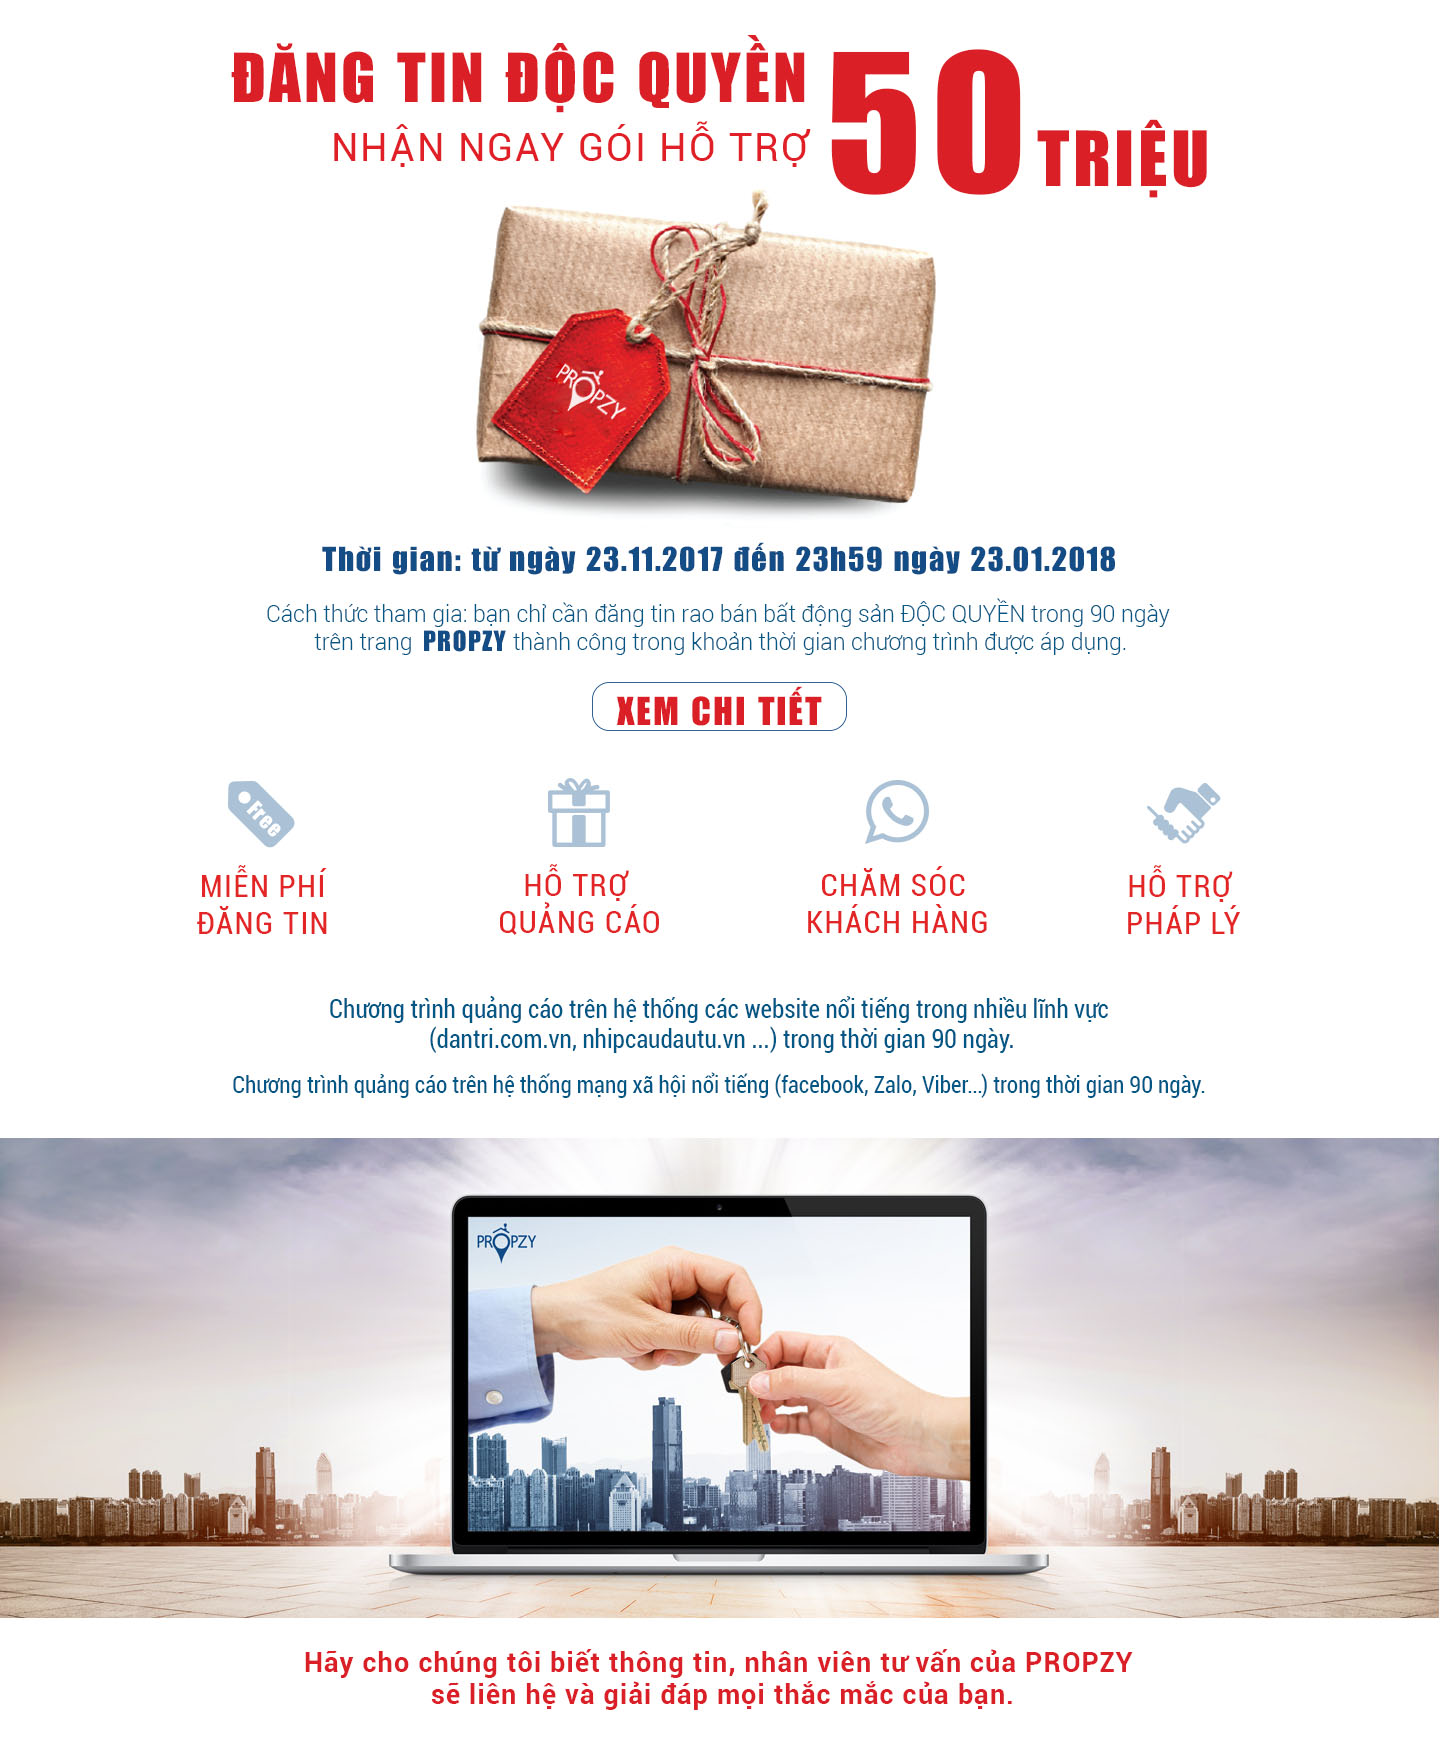 ĐĂNG TIN ĐỘC QUYỀN
NHẬN NGAY GÓI HỖ TRỢ
50 TRIỆU
PROPZY
Thời gian: từ ngày 23.11.2017 đến 23h59 ngày 23.01.2018
Cách thức tham gia: bạn chỉ cần đăng tin rao bán bất động sản ĐỘC QUYỀN trong 90 ngày
trên trang PROPZY thành công trong khoản thời gian chương trình được áp dụng.
XEM CHI TIẾT
Free
MIỄN PHÍ
ĐĂNG TIN
HỖ TRỢ
QUẢNG CÁO
CHĂM SÓC
KHÁCH HÀNG
HỖ TRỢ
PHÁP LÝ
Chương trình quảng cáo trên hệ thống các website nổi tiếng trong nhiều lĩnh vực
(dantri.com.vn, nhipcaudautu.vn ...) trong thời gian 90 ngày.
Chương trình quảng cáo trên hệ thống mạng xã hội nổi tiếng (facebook, Zalo, Viber...) trong thời gian 90 ngày.
PROPZY
Hãy cho chúng tôi biết thông tin, nhân viên tư vấn của PROPZY
sẽ liên hệ và giải đáp mọi thắc mắc của bạn.